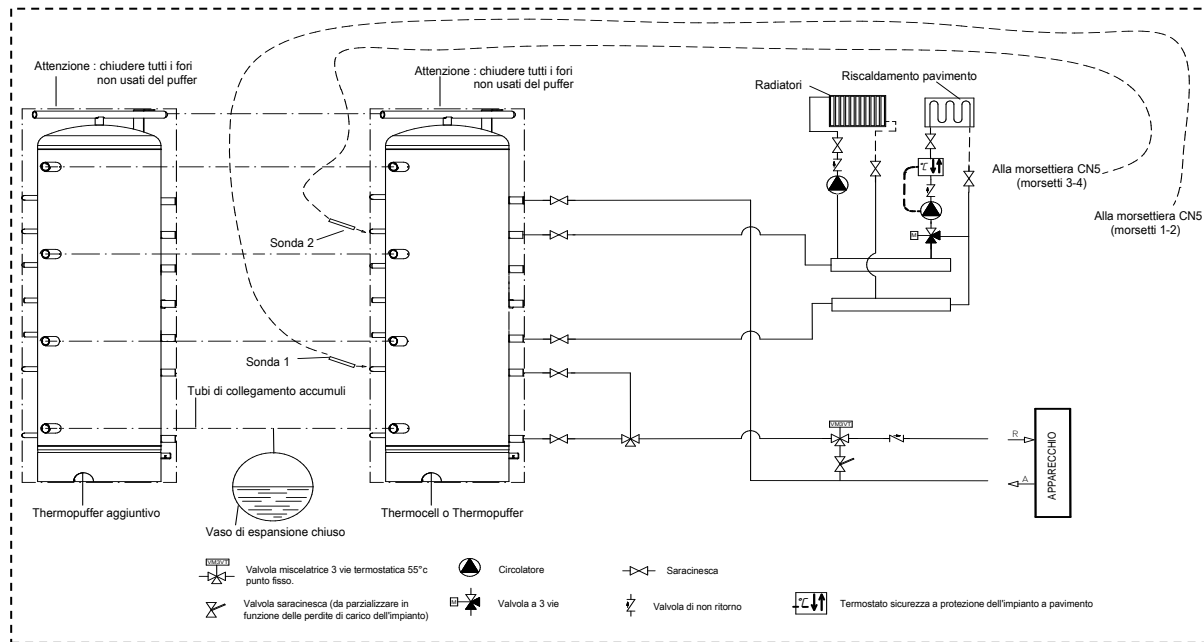 Attenzione : chiudere tutti i fori
non usati del puffer
Attenzione : chiudere tutti i fori
non usati del puffer
Radiatori
Riscaldamento pavimento
°C
Alla morsettiera CN5
(morsetti 3-4)
Alla morsettiera CN5
(morsetti 1-2)
M
Sonda 2
Sonda 1
Tubi di collegamento accumuli
VM3VT
R
A
APPARECCHIO
Thermopuffer aggiuntivo
Vaso di espansione chiuso
Thermocell o Thermopuffer
VM3VT
Valvola miscelatrice 3 vie termostatica 55°c
punto fisso.
Circolatore
Saracinesca
Valvola saracinesca (da parzializzare in
funzione delle perdite di carico dell'impianto)
M
Valvola a 3 vie
Valvola di non ritorno
°C
Termostato sicurezza a protezione dell'impianto a pavimento